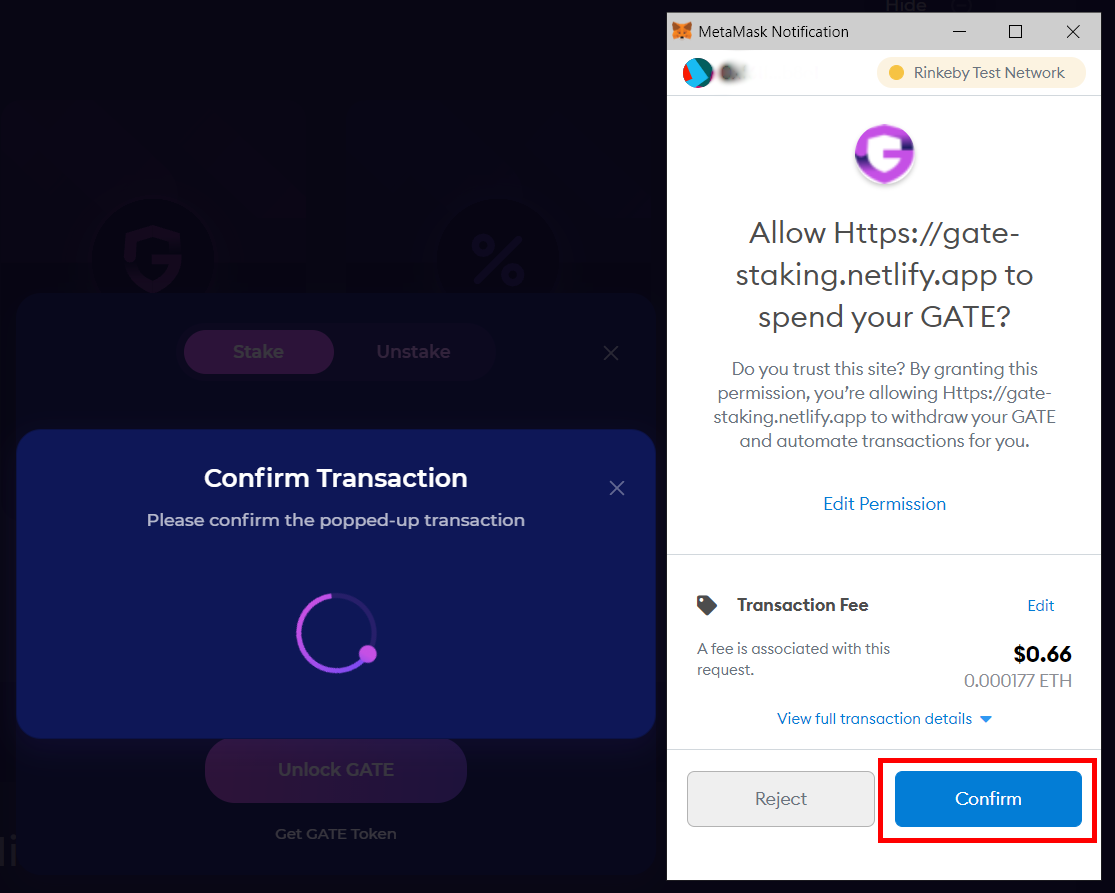 Hide
Stake
Unstake
Confirm Transaction
Please confirm the popped-up transaction
Unlock GATE
Get GATE Token
MetaMask Notification
Rinkeby Test Network
Allow Https://gate-
staking.netlify.app to
spend your GATE?
Do you trust this site? By granting this
permission, you’re allowing Https://gate-
staking.netlify.app to withdraw your GATE
and automate transactions for you.
Edit Permission
Transaction Fee
Edit
A fee is associated with this
request.
$0.66
0.000177 ETH
View full transaction details
Reject
Confirm